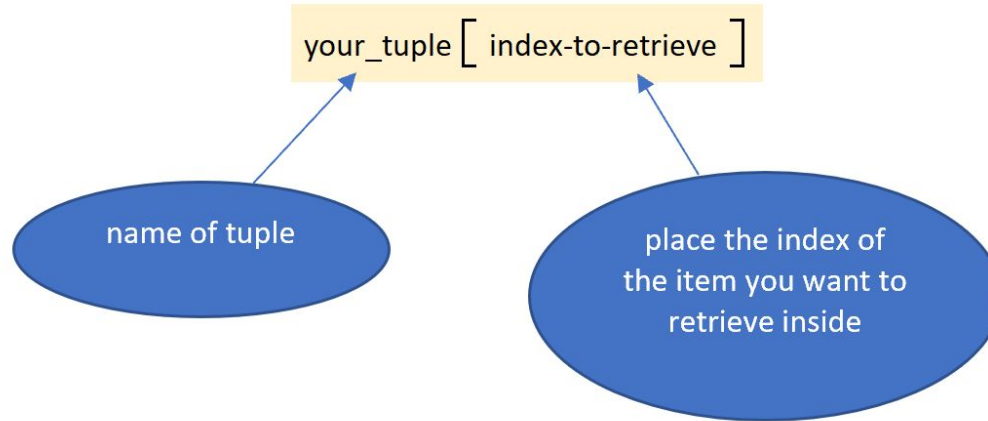 your_tuple [ index-to-retrieve ]
name of tuple
place the index of
the item you want to
retrieve inside